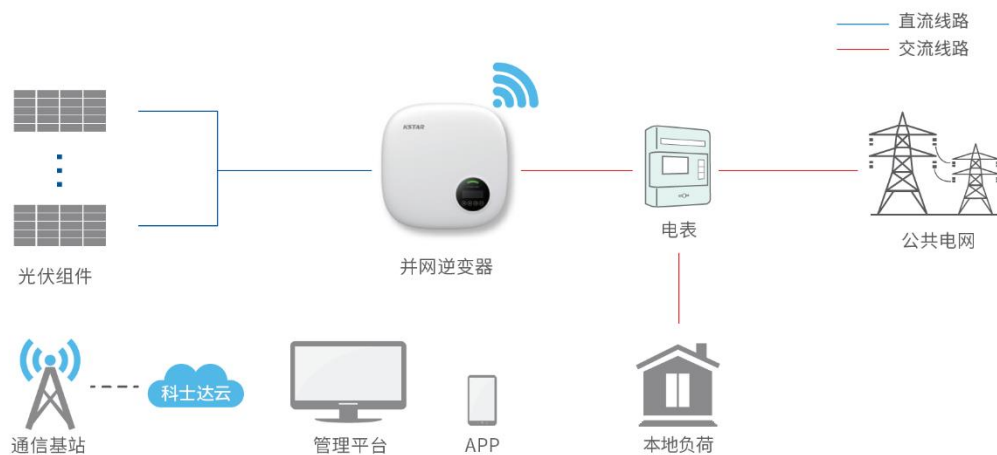 直流线路
交流线路
KSTAR
光伏组件
并网逆变器
电表
公共电网
科士达云
通信基站
管理平台
APP
本地负荷